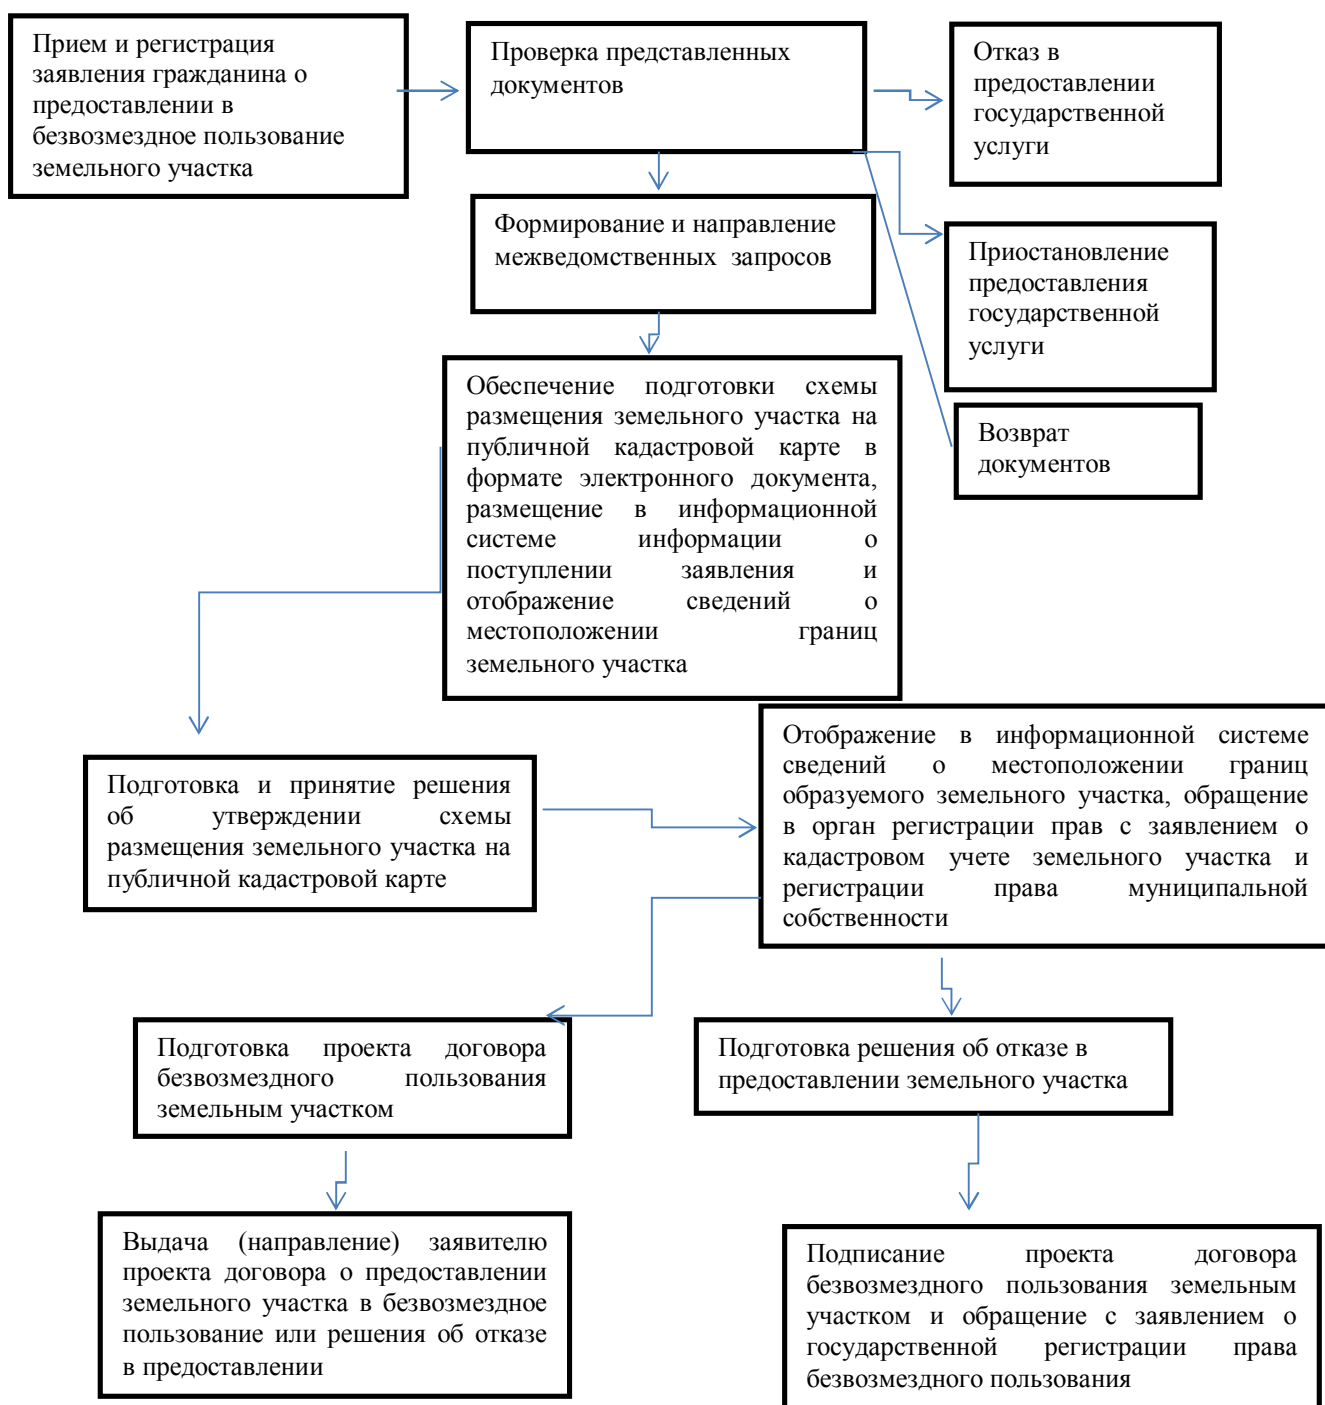 Прием и регистрация
заявления гражданина о
предоставлении в
безвозмездное пользование
земельного участка
Проверка представленных
документов
Отказ в
предоставлении
государственной
услуги
Формирование и направление
межведомственных запросов
Приостановление
предоставления
государственной
услуги
Возврат
документов
Обеспечение подготовки схемы
размещения земельного участка на
публичной кадастровой карте в
формате электронного документа,
размещение в информационной
системе информации о
поступлении заявления и
отображение сведений о
местоположении границ
земельного участка
Подготовка и принятие решения
об утверждении схемы
размещения земельного участка на
публичной кадастровой карте
Отображение в информационной системе
сведений о местоположении границ
образуемого земельного участка, обращение
в орган регистрации прав с заявлением о
кадастровом учете земельного участка и
регистрации права муниципальной
собственности
Подготовка проекта договора
безвозмездного пользования
земельным участком
Подготовка решения об отказе в
предоставлении земельного участка
Выдача (направление) заявителю
проекта договора о предоставлении
земельного участка в безвозмездное
пользование или решения об отказе
в предоставлении
Подписание проекта договора
безвозмездного пользования земельным
участком и обращение с заявлением о
государственной регистрации права
безвозмездного пользования